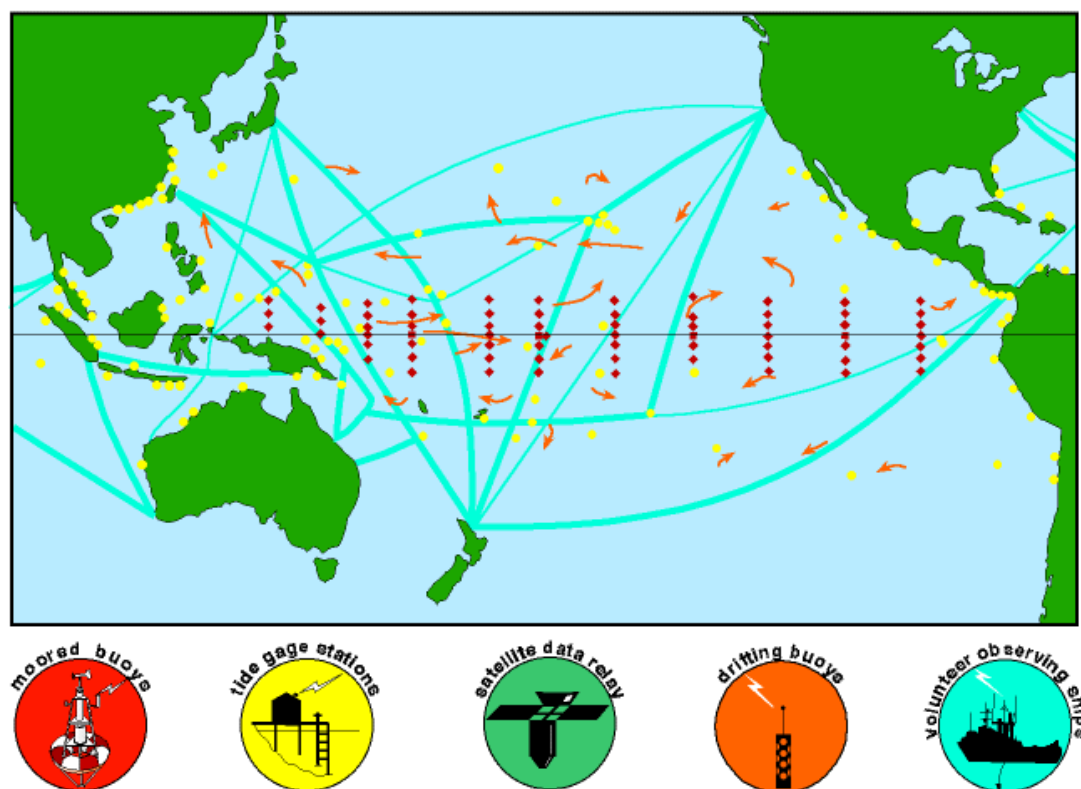 moored buoys
tide gage stations
satellite data relay
drifting buoys
volunteer observing ships